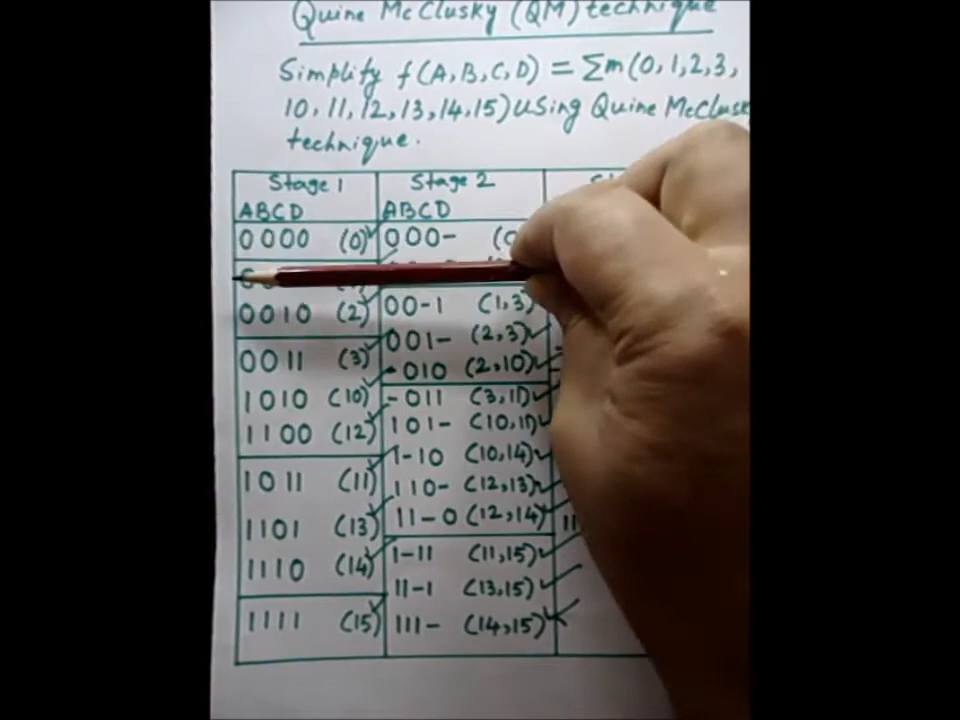 Quine McClusky (QM) technique
Simplify f(A,B,C,D) = Σm(0,1,2,3,
10,11,12,13,14,15) using Quine McClusk
technique.
Stage 1 Stage 2
ABCD ABCD
0000 (0) 000-
0010 (2) 00-1 (1,3)
001- (2,3)
0011 (3) -010 (2,10)
1010 (10) -011 (3,11)
1100 (12) 101- (10,11)
1-10 (10,14)
1011 (11) 110- (12,13)
1101 (13) 11-0 (12,14)
1110 (14) 1-11 (11,15)
11-1 (13,15)
1111 (15) 111- (14,15)